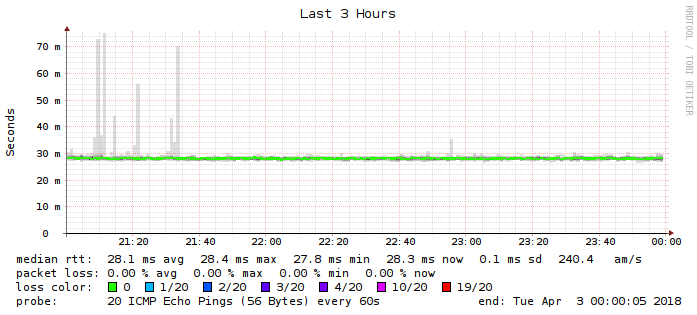 Last 3 Hours
RRDTOOL / TOBI OETIKER
Seconds
70 m
60 m
50 m
40 m
30 m
20 m
10 m
0
21:20 21:40 22:00 22:20 22:40 23:00 23:20 23:40 00:00
median rtt: 28.1 ms avg 28.4 ms max 27.8 ms min 28.3 ms now 0.1 ms sd 240.4 am/s
packet loss: 0.00 % avg 0.00 % max 0.00 % min 0.00 % now
loss color: 0 1/20 2/20 3/20 4/20 10/20 19/20
probe: 20 ICMP Echo Pings (56 Bytes) every 60s end: Tue Apr 3 00:00:05 2018